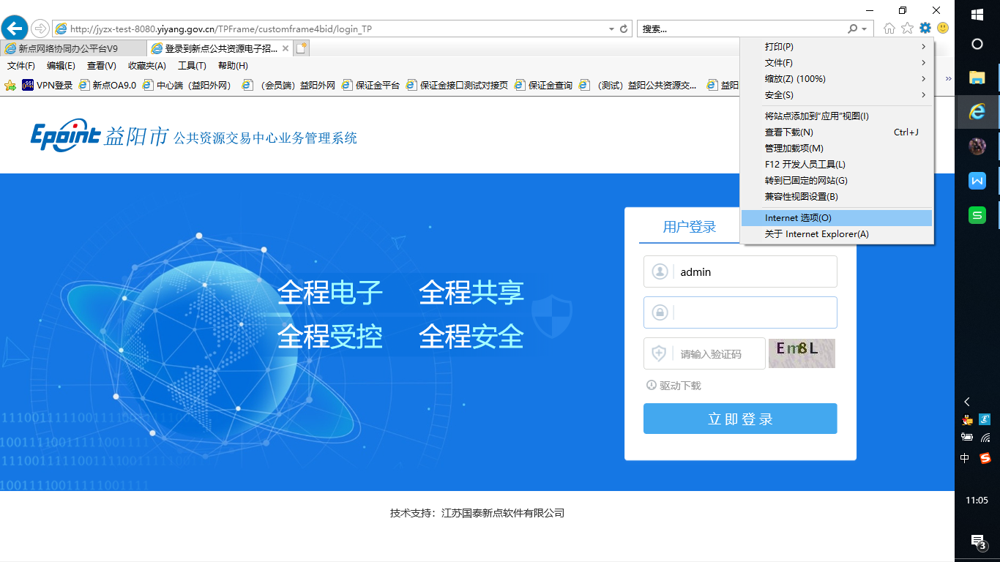 http://jyzx-test-8080.yiyang.gov.cn/TPFrame/customframe4bid/login_TP
搜索...
新点网络协同办公平台V9
登录到新点公共资源电子招...
文件(F) 编辑(E) 查看(V) 收藏夹(A) 工具(T) 帮助(H)
VPN登录 新点OA9.0 中心端（益阳外网） （会员端）益阳外网 保证金平台 保证金接口测试对接页 保证金查询 （测试）益阳公共资源交... 益阳
打印(P)
文件(F)
缩放(Z) (100%)
安全(S)
将站点添加到“应用”视图(I)
查看下载(N) Ctrl+J
管理加载项(M)
F12 开发人员工具(L)
转到已固定的网站(G)
兼容性视图设置(B)
Internet 选项(O)
关于 Internet Explorer(A)
Epoint 益阳市 公共资源交易中心业务管理系统
全程电子 全程共享
全程受控 全程安全
用户登录
admin
请输入验证码 Em8L
驱动下载
立即登录
11100111110011111001111
10011111001111100111
11100111110011111001111
10011111001111100111
技术支持：江苏国泰新点软件有限公司
中
11:05
3